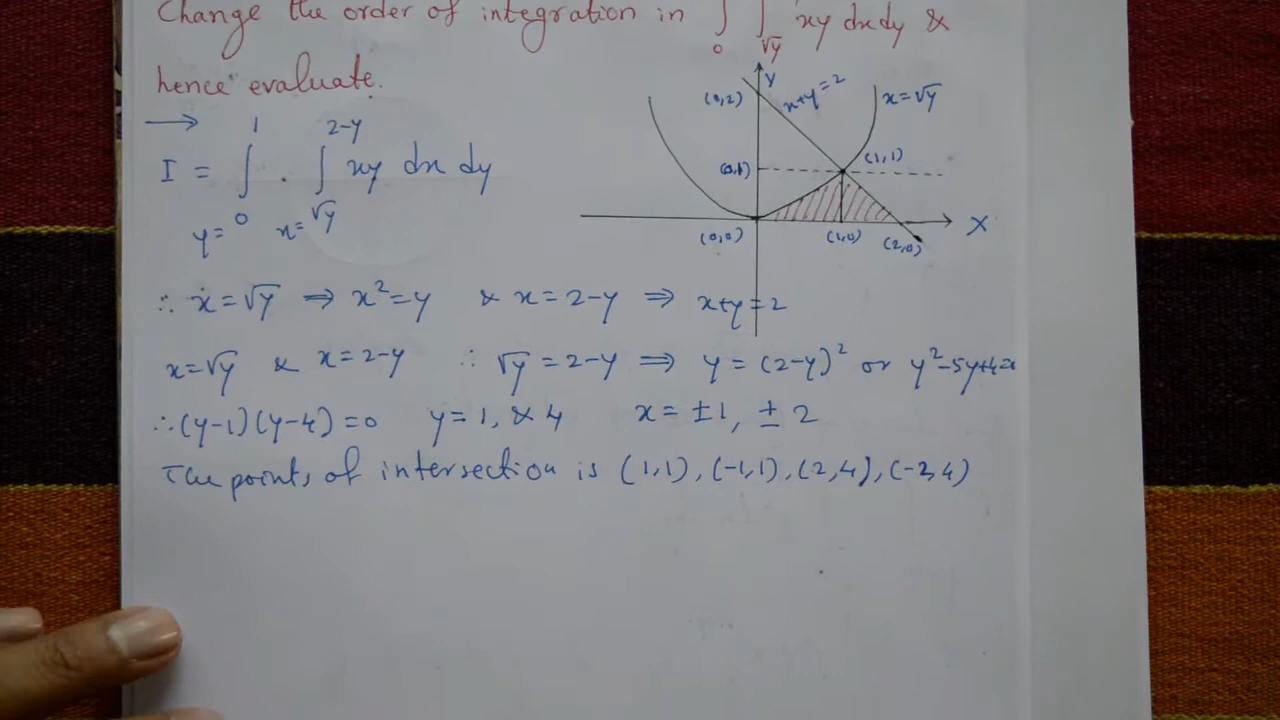 Change the order of integration in ∫₀ ∫√y xy dx dy &
hence evaluate.
→ I = ∫_{y=0}^{1} ∫_{x=√y}^{2-y} xy dx dy
Y
(0,2)
x+y=2
x=√y
(0,1)
(1,1)
(0,0)
(1,0)
(2,0)
X
∴ x=√y ⇒ x²=y & x=2-y ⇒ x+y=2
x=√y & x=2-y ∴ √y=2-y ⇒ y=(2-y)² or y²-5y+4=
∴(y-1)(y-4)=0 y=1, & 4 x=±1, ±2
The points of intersection is (1,1), (-1,1), (2,4), (-2,4)